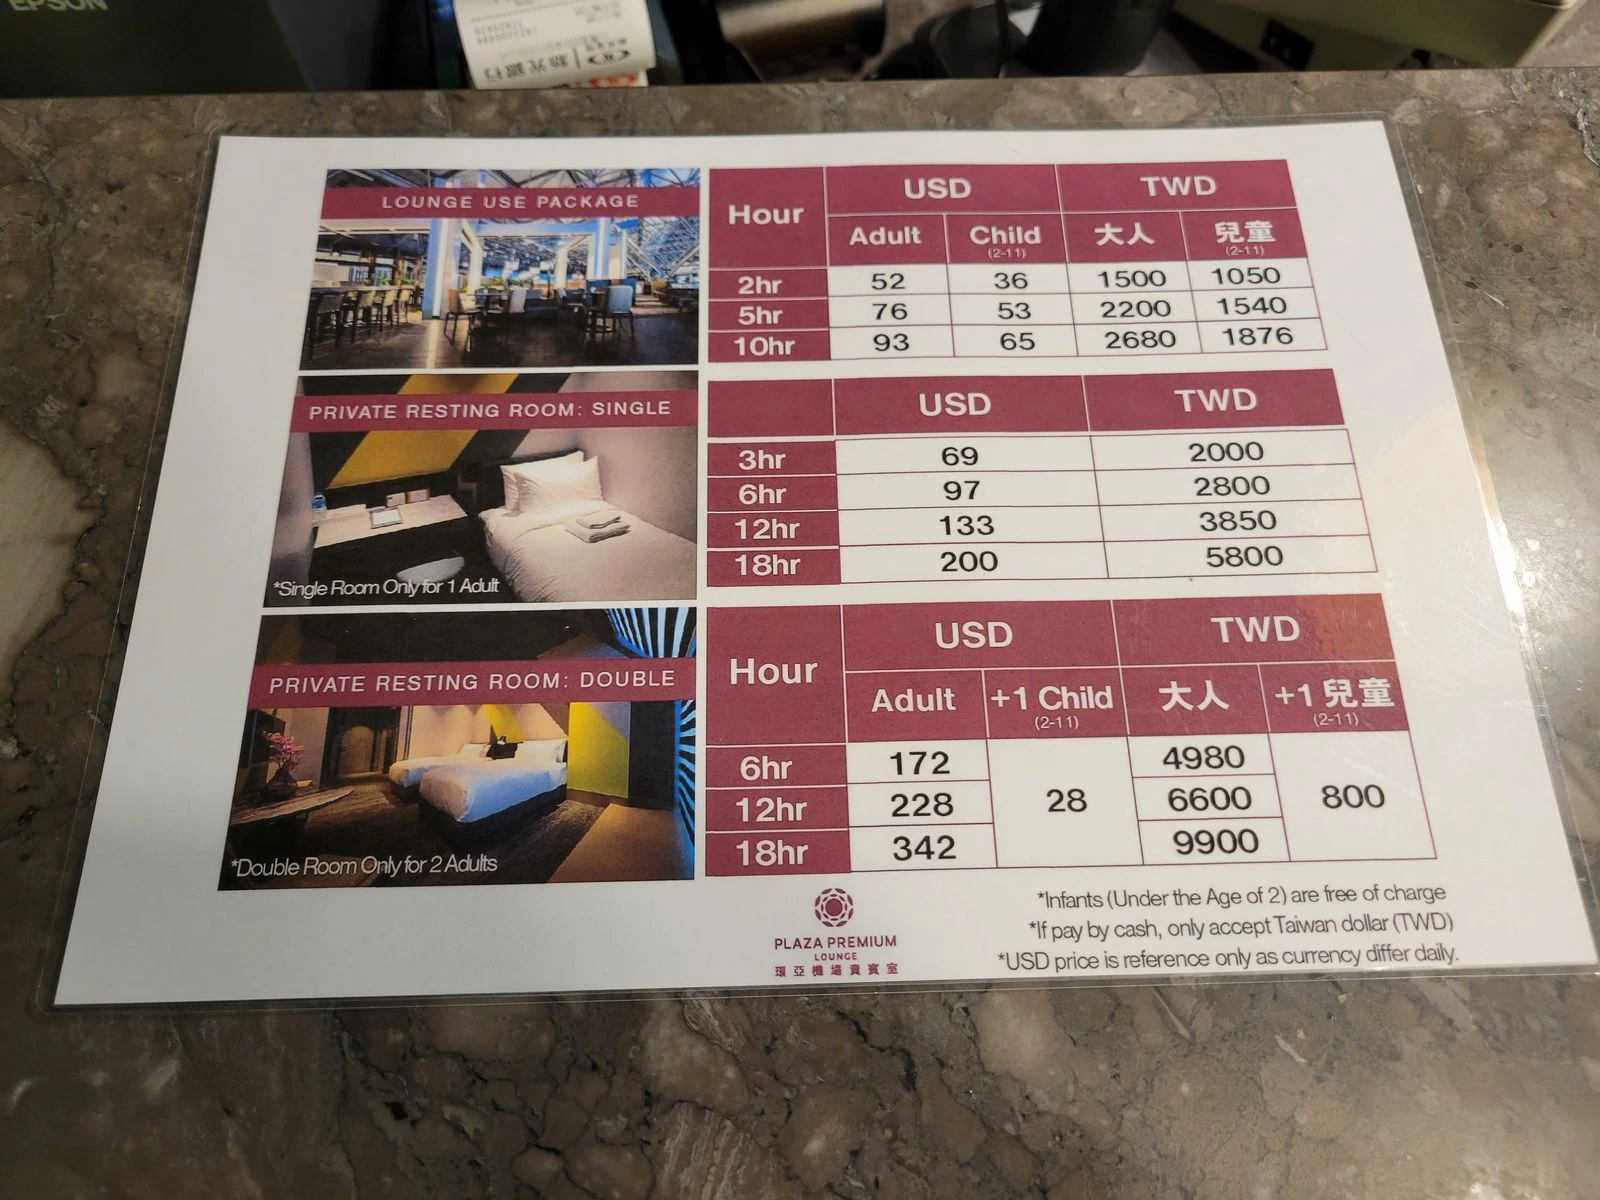 EPSON
新光銀行
LOUNGE USE PACKAGE
Hour USD TWD
Adult Child (2-11) 大人 兒童 (2-11)
2hr 52 36 1500 1050
5hr 76 53 2200 1540
10hr 93 65 2680 1876
PRIVATE RESTING ROOM: SINGLE
*Single Room Only for 1 Adult
USD TWD
3hr 69 2000
6hr 97 2800
12hr 133 3850
18hr 200 5800
PRIVATE RESTING ROOM: DOUBLE
*Double Room Only for 2 Adults
Hour USD TWD
Adult +1 Child (2-11) 大人 +1 兒童 (2-11)
6hr 172 4980
12hr 228 28 6600 800
18hr 342 9900
PLAZA PREMIUM
LOUNGE
環亞機場貴賓室
*Infants (Under the Age of 2) are free of charge
*If pay by cash, only accept Taiwan dollar (TWD)
*USD price is reference only as currency differ daily.